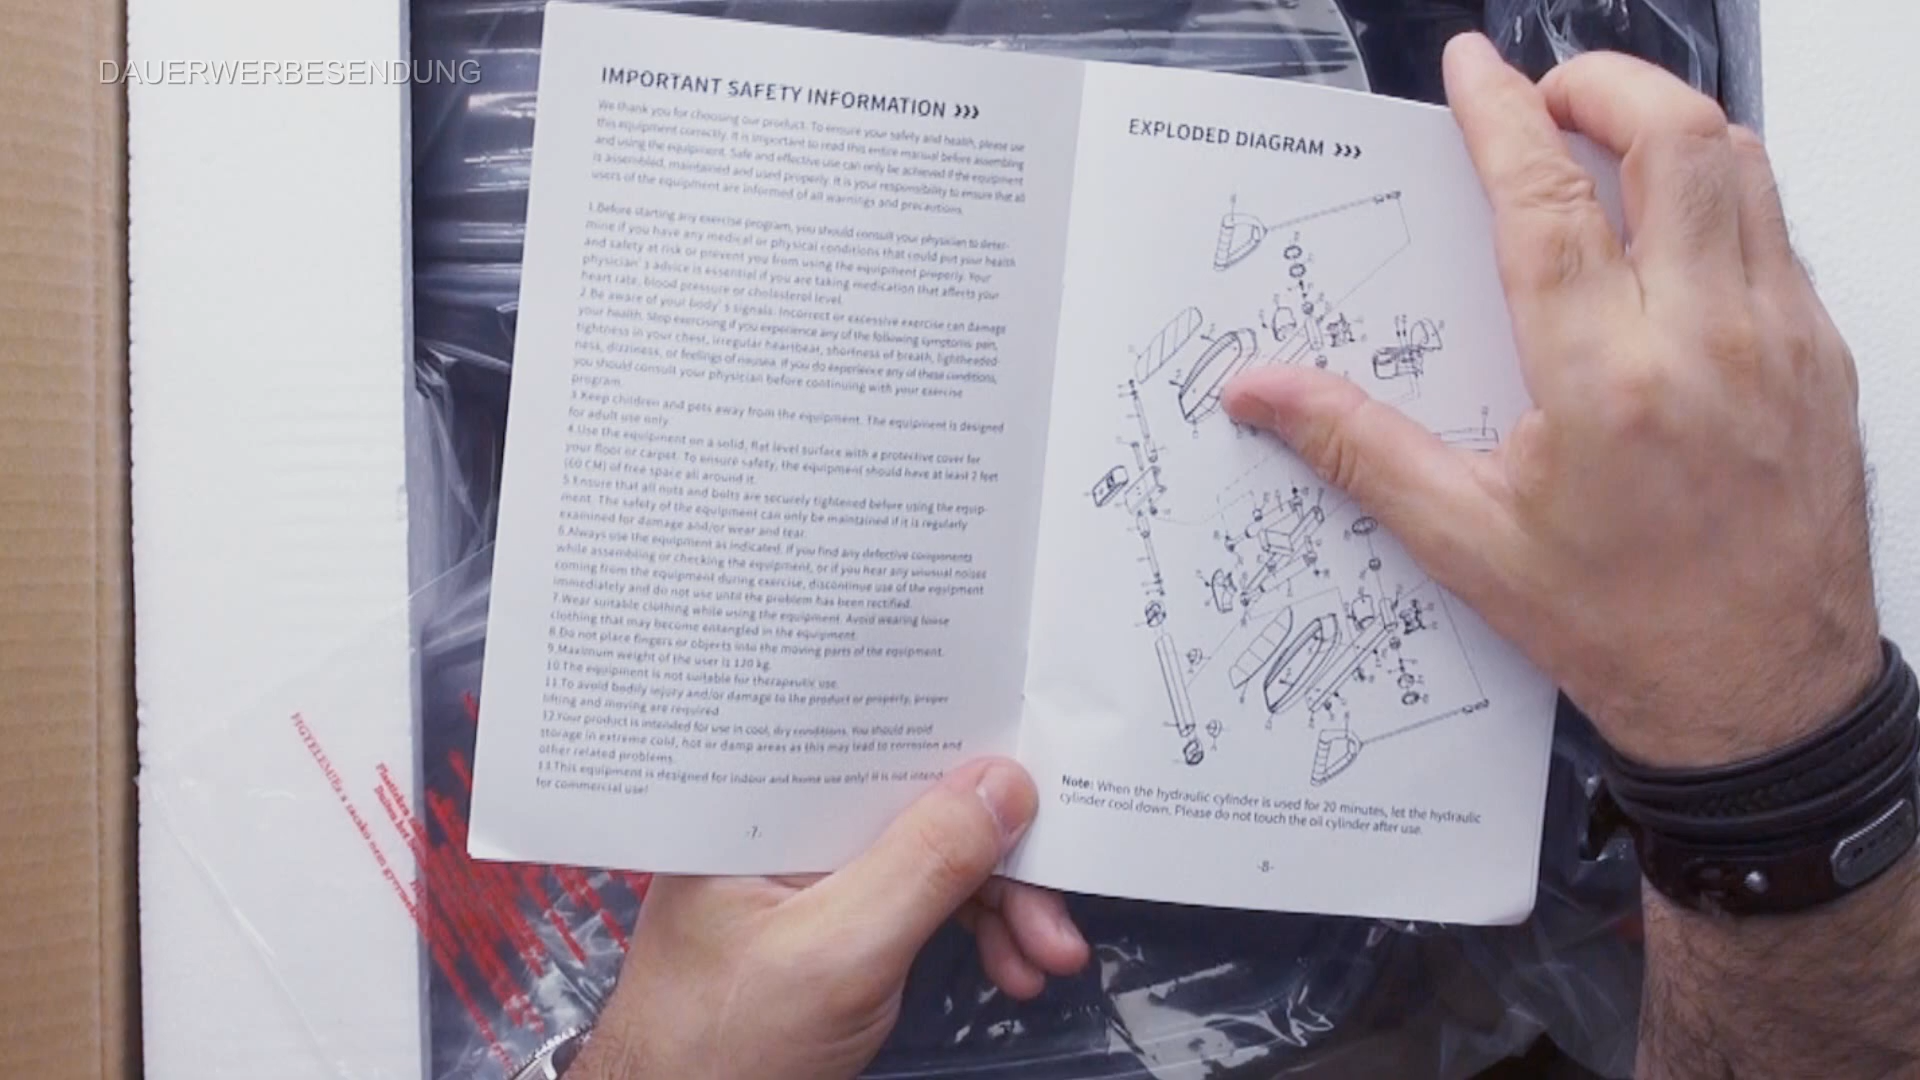 DAUERWERBESENDUNG
IMPORTANT SAFETY INFORMATION >>>
We thank you for choosing our product. To ensure your safety and health, please use
this equipment correctly. It is important to read this entire manual before assembling
and using the equipment. Safe and effective use can only be achieved if the equipment
is assembled, maintained and used properly. It is your responsibility to ensure that all
users of the equipment are informed of all warnings and precautions.
1.Before starting any exercise program, you should consult your physician to deter-
mine if you have any medical or physical conditions that could put your health
and safety at risk or prevent you from using the equipment properly. Your
physician's advice is essential if you are taking medication that affects your
heart rate, blood pressure or cholesterol level.
2.Be aware of your body's signals. Incorrect or excessive exercise can damage
your health. Stop exercising if you experience any of the following symptoms: pain,
tightness in your chest, irregular heartbeat, shortness of breath, lightheaded-
ness, dizziness, or feelings of nausea. If you do experience any of these conditions,
you should consult your physician before continuing with your exercise
program.
3.Keep children and pets away from the equipment. The equipment is designed
for adult use only.
4.Use the equipment on a solid, flat level surface with a protective cover for
your floor or carpet. To ensure safety, the equipment should have at least 2 feet
(60 CM) of free space all around it.
5.Ensure that all nuts and bolts are securely tightened before using the equip-
ment. The safety of the equipment can only be maintained if it is regularly
examined for damage and/or wear and tear.
6.Always use the equipment as indicated. If you find any defective components
while assembling or checking the equipment, or if you hear any unusual noises
coming from the equipment during exercise, discontinue use of the equipment
immediately and do not use until the problem has been rectified.
7.Wear suitable clothing while using the equipment. Avoid wearing loose
clothing that may become entangled in the equipment.
8.Do not place fingers or objects into the moving parts of the equipment.
9.Maximum weight of the user is 120 kg.
10.The equipment is not suitable for therapeutic use.
11.To avoid bodily injury and/or damage to the product or property, proper
lifting and moving are required.
12.Your product is intended for use in cool, dry conditions. You should avoid
storage in extreme cold, hot or damp areas as this may lead to corrosion and
other related problems.
13.This equipment is designed for indoor and home use only! It is not intend
for commercial use!
-7-
EXPLODED DIAGRAM >>>
Note: When the hydraulic cylinder is used for 20 minutes, let the hydraulic
cylinder cool down. Please do not touch the oil cylinder after use.
-8-
FIGYELMEZ a zacskó nem gyermek